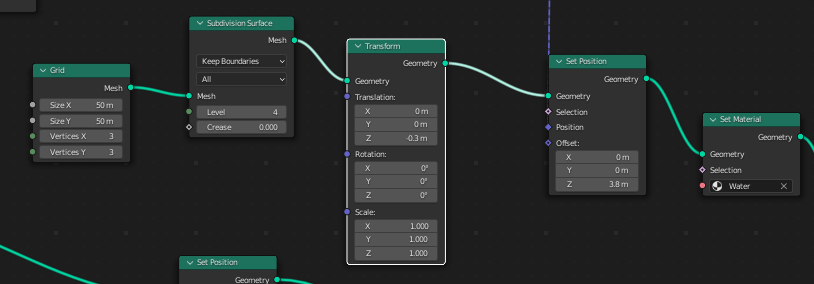 Grid
Mesh
Size X 50 m
Size Y 50 m
Vertices X 3
Vertices Y 3
Subdivision Surface
Mesh
Keep Boundaries
All
Mesh
Level 4
Crease 0.000
Transform
Geometry
Geometry
Translation:
X 0 m
Y 0 m
Z -0.3 m
Rotation:
X 0°
Y 0°
Z 0°
Scale:
X 1.000
Y 1.000
Z 1.000
Set Position
Geometry
Geometry
Selection
Position
Offset:
X 0 m
Y 0 m
Z 3.8 m
Set Material
Geometry
Geometry
Selection
Water
Set Position
Geometry